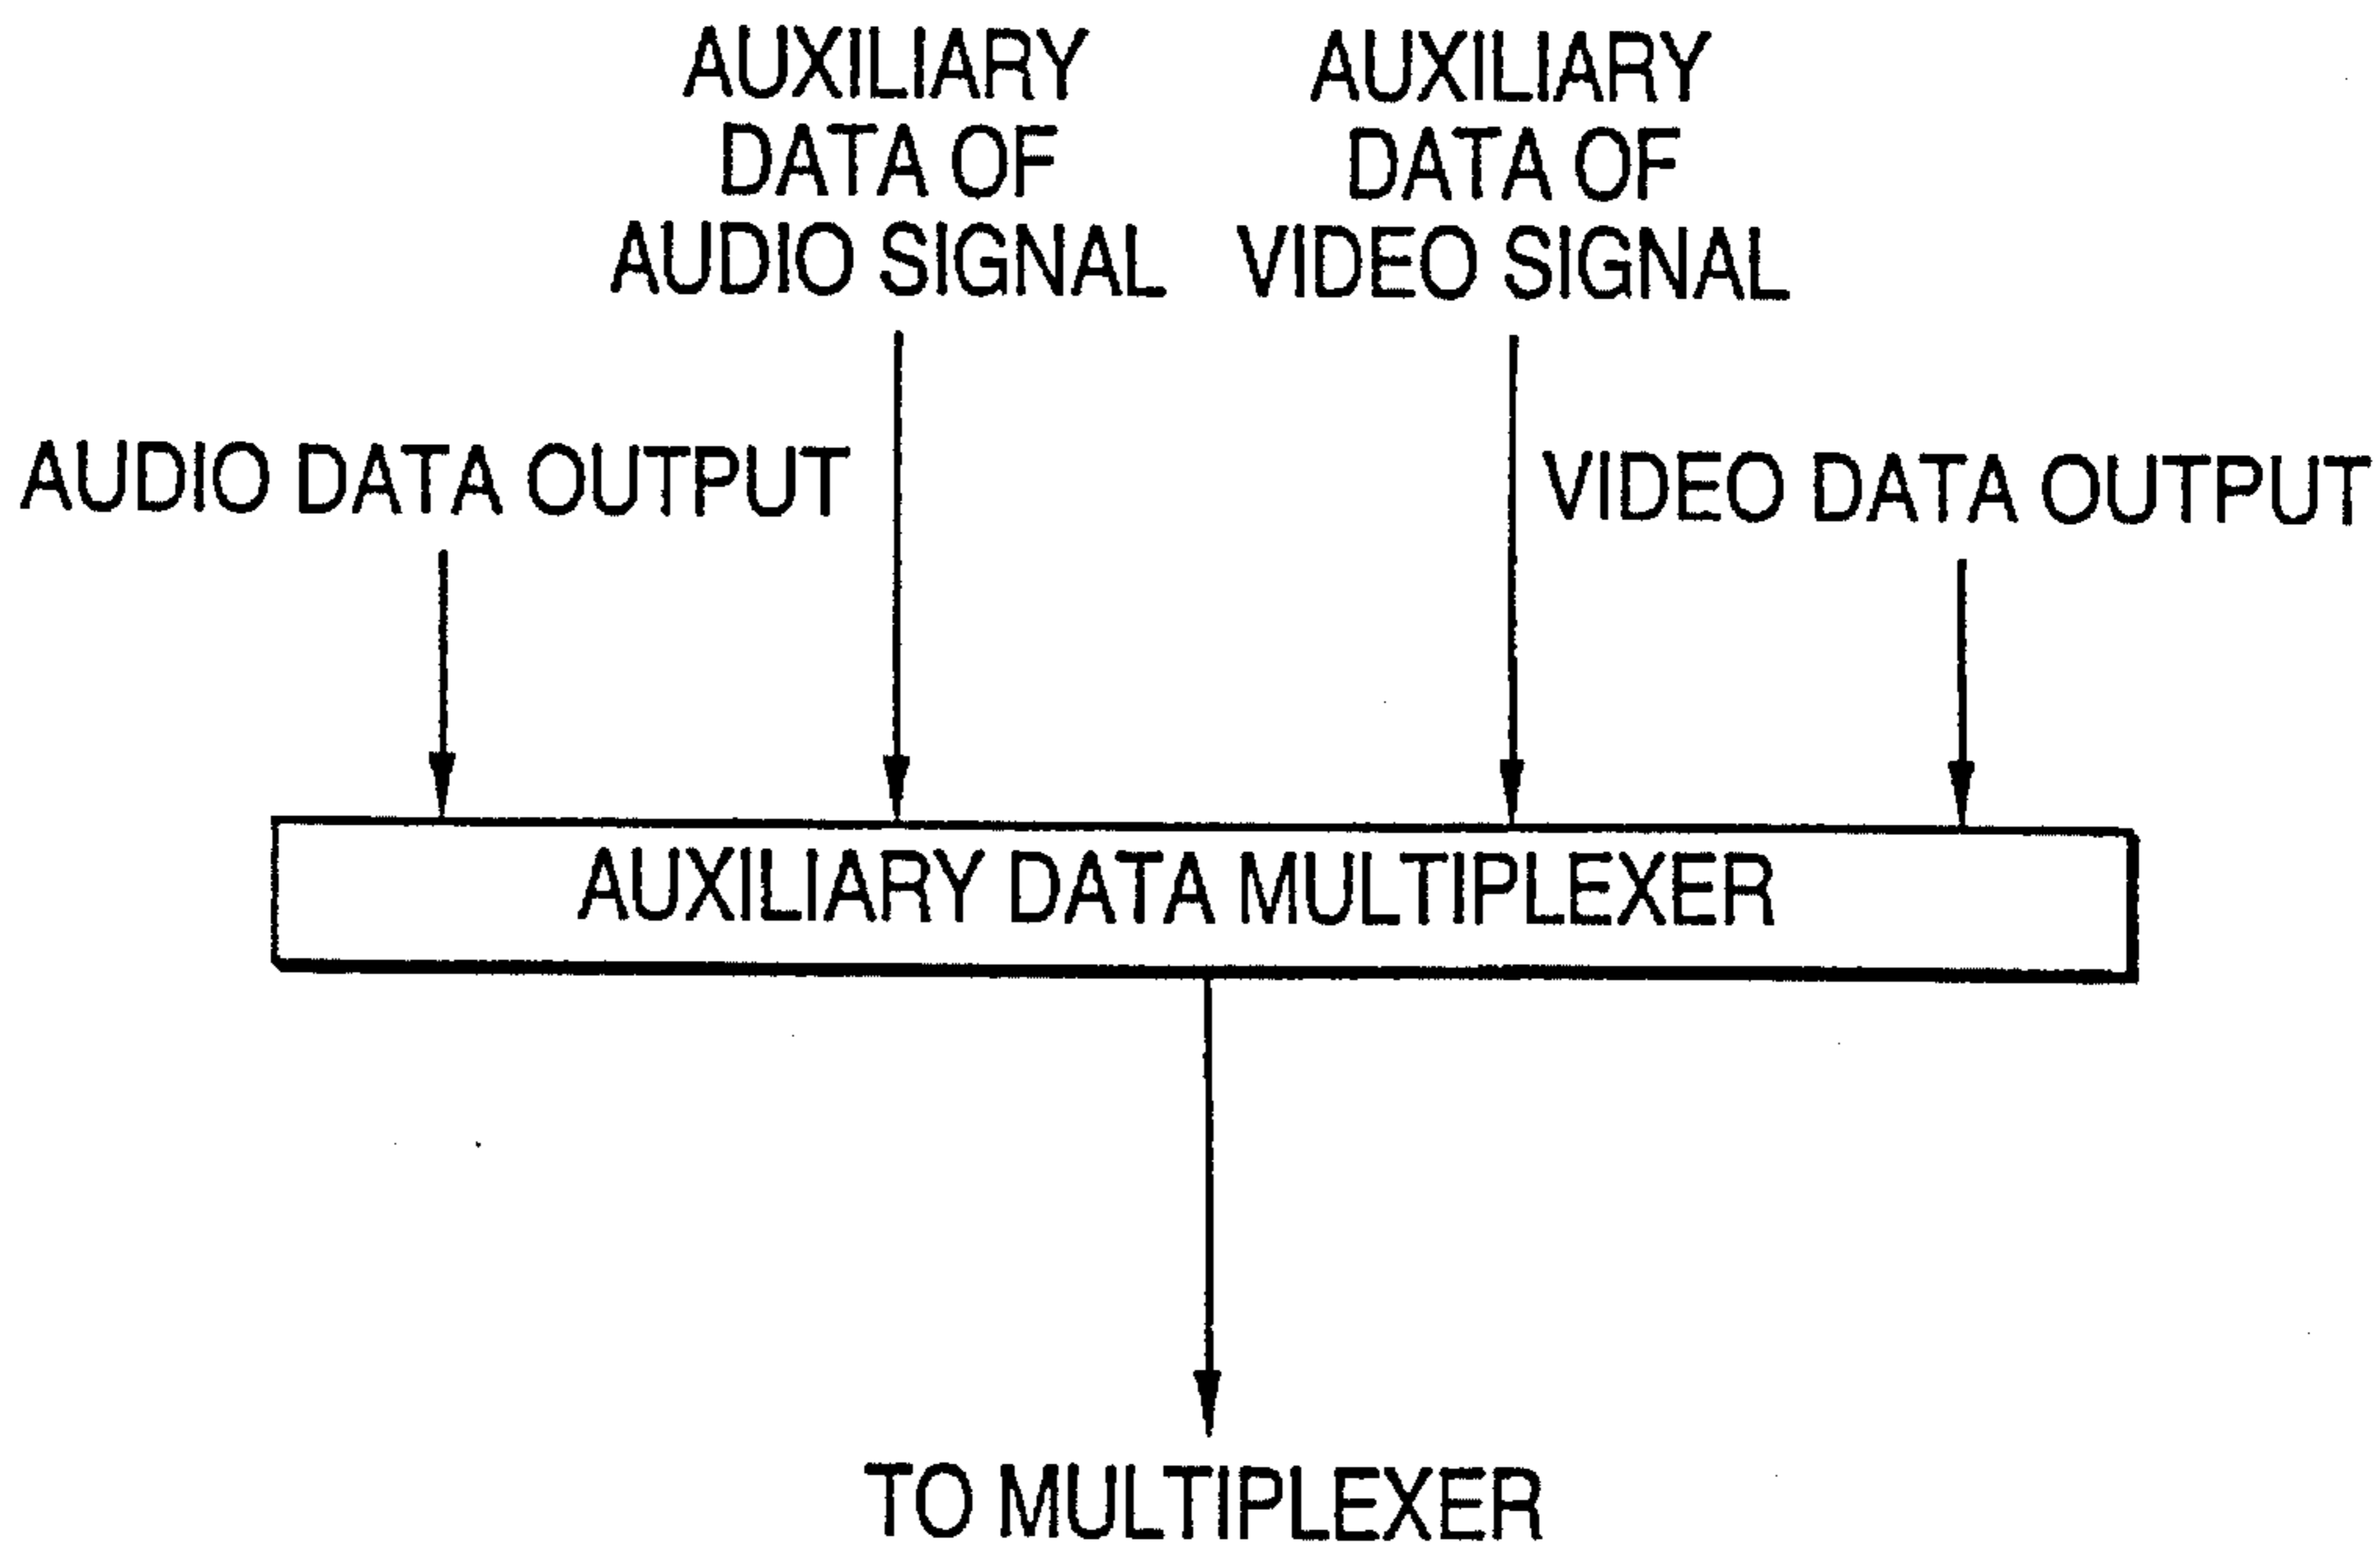 AUXILIARY
DATA OF
AUDIO SIGNAL
AUXILIARY
DATA OF
VIDEO SIGNAL
AUDIO DATA OUTPUT
VIDEO DATA OUTPUT
AUXILIARY DATA MULTIPLEXER
TO MULTIPLEXER